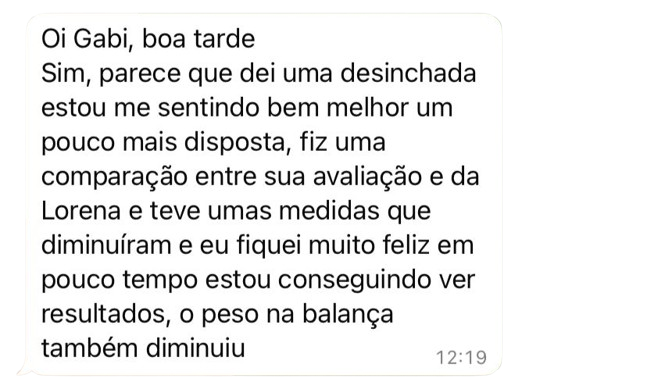 Oi Gabi, boa tarde
Sim, parece que dei uma desinchada
estou me sentindo bem melhor um
pouco mais disposta, fiz uma
comparação entre sua avaliação e da
Lorena e teve umas medidas que
diminuíram e eu fiquei muito feliz em
pouco tempo estou conseguindo ver
resultados, o peso na balança
também diminuiu
12:19